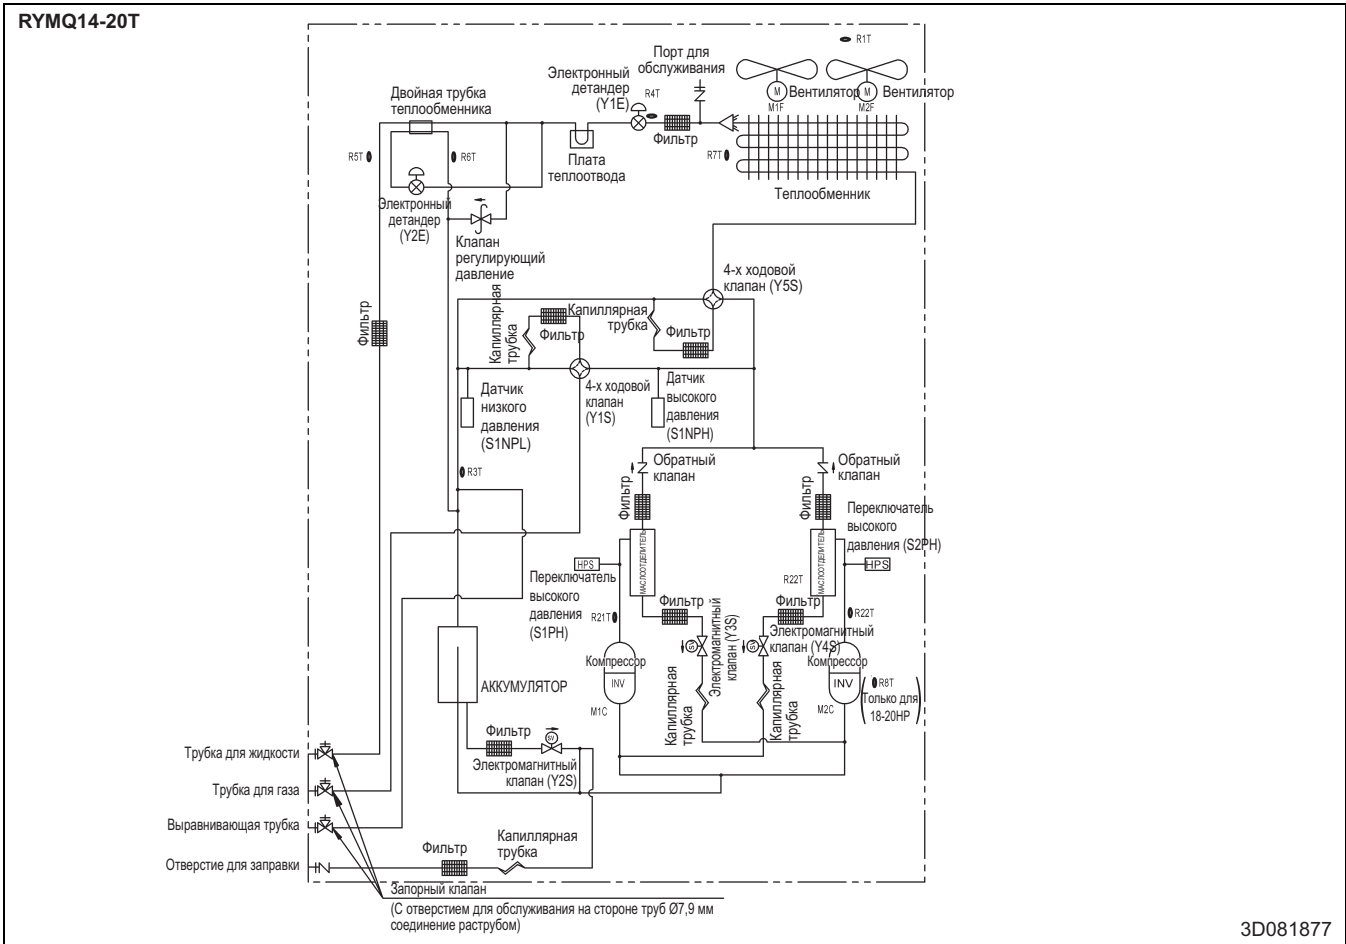 RYMQ14-20T
R1T
Порт для
обслуживания
Электронный
детандер
(Y1E)
R4T
M
Вентилятор
M1F
M
Вентилятор
M2F
Двойная трубка
теплообменника
Фильтр
R5T
R6T
Плата
теплоотвода
R7T
Теплообменник
Электронный
детандер
(Y2E)
Клапан
регулирующий
давление
4-х ходовой
клапан (Y5S)
Фильтр
Капиллярная
трубка
Фильтр
Капиллярная
трубка
Фильтр
4-х ходовой
клапан
(Y1S)
Датчик
низкого
давления
(S1NPL)
Датчик
высокого
давления
(S1NPH)
R3T
Обратный
клапан
Обратный
клапан
Фильтр
Фильтр
Переключатель
высокого
давления (S2PH)
МАСЛООТДЕЛИТЕЛЬ
МАСЛООТДЕЛИТЕЛЬ
HPS
HPS
Переключатель
высокого
давления
(S1PH)
R22T
Фильтр
Фильтр
R21T
R22T
Электромагнитный
клапан (Y3S)
Электромагнитный
клапан (Y4S)
SV
SV
Компрессор
INV
M1C
Компрессор
INV
M2C
R8T
Только для
18-20HP
Капиллярная
трубка
Капиллярная
трубка
АККУМУЛЯТОР
Фильтр
SV
Электромагнитный
клапан (Y2S)
Трубка для жидкости
Трубка для газа
Выравнивающая трубка
Отверстие для заправки
Фильтр
Капиллярная
трубка
Запорный клапан
(С отверстием для обслуживания на стороне труб Ø7,9 мм
соединение раструбом)
3D081877